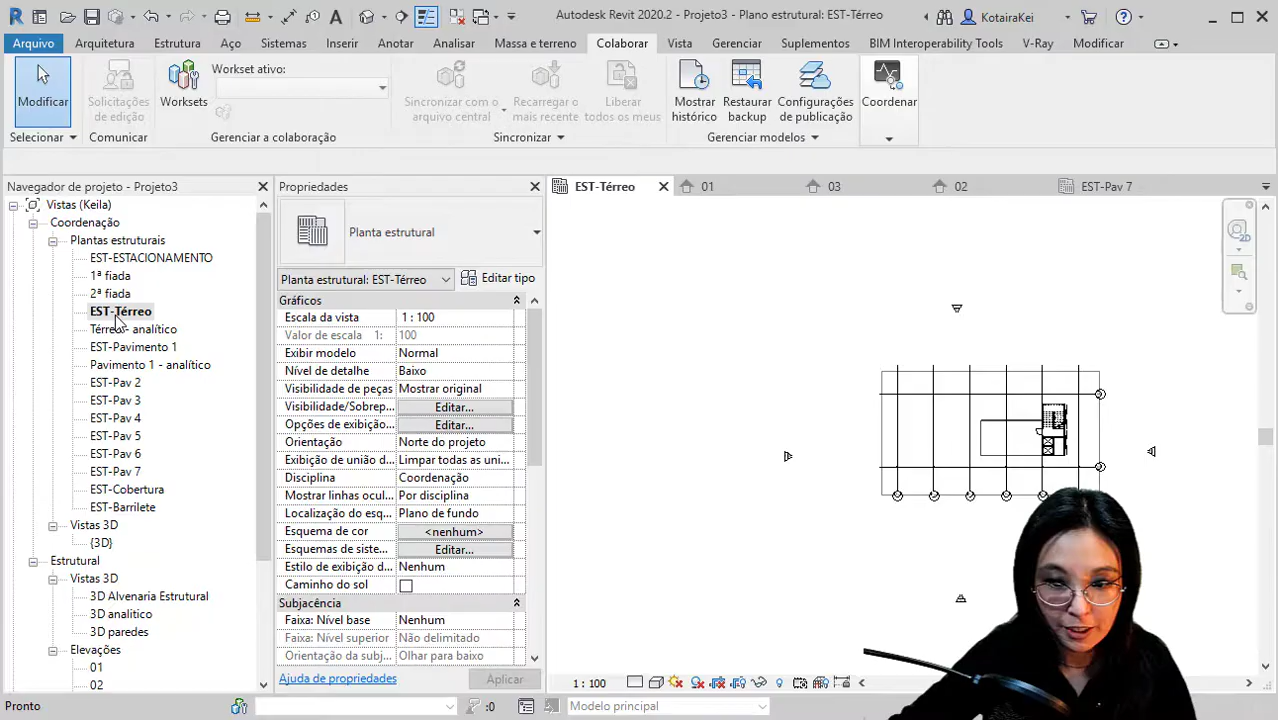 Autodesk Revit 2020.2 - Projeto3 - Plano estrutural: EST-Térreo
KotairaKei
Arquivo Arquitetura Estrutura Aço Sistemas Inserir Anotar Analisar Massa e terreno Colaborar Vista Gerenciar Suplementos BIM Interoperability Tools V-Ray Modificar
Modificar
Solicitações de edição
Worksets
Workset ativo:
Sincronizar com o arquivo central
Recarregar o mais recente
Liberar todos os meus
Mostrar histórico
Restaurar backup
Configurações de publicação
Coordenar
Selecionar Comunicar Gerenciar a colaboração Sincronizar Gerenciar modelos
Navegador de projeto - Projeto3
Vistas (Keila)
Coordenação
Plantas estruturais
EST-ESTACIONAMENTO
1ª fiada
2ª fiada
EST-Térreo
Térreo - analítico
EST-Pavimento 1
Pavimento 1 - analítico
EST-Pav 2
EST-Pav 3
EST-Pav 4
EST-Pav 5
EST-Pav 6
EST-Pav 7
EST-Cobertura
EST-Barrilete
Vistas 3D
{3D}
Estrutural
Vistas 3D
3D Alvenaria Estrutural
3D analitico
3D paredes
Elevações
01
02
Propriedades
Planta estrutural
Planta estrutural: EST-Térreo Editar tipo
Gráficos
Escala da vista 1 : 100
Valor de escala 1: 100
Exibir modelo Normal
Nível de detalhe Baixo
Visibilidade de peças Mostrar original
Visibilidade/Sobrep... Editar...
Opções de exibição... Editar...
Orientação Norte do projeto
Exibição de união d... Limpar todas as uni...
Disciplina Coordenação
Mostrar linhas ocul... Por disciplina
Localização do esq... Plano de fundo
Esquema de cor <nenhum>
Esquemas de siste... Editar...
Estilo de exibição d... Nenhum
Caminho do sol
Subjacência
Faixa: Nível base Nenhum
Faixa: Nível superior Não delimitado
Orientação da subj... Olhar para baixo
Ajuda de propriedades Aplicar
EST-Térreo 01 03 02 EST-Pav 7
2D
1 : 100
Pronto
:0
Modelo principal